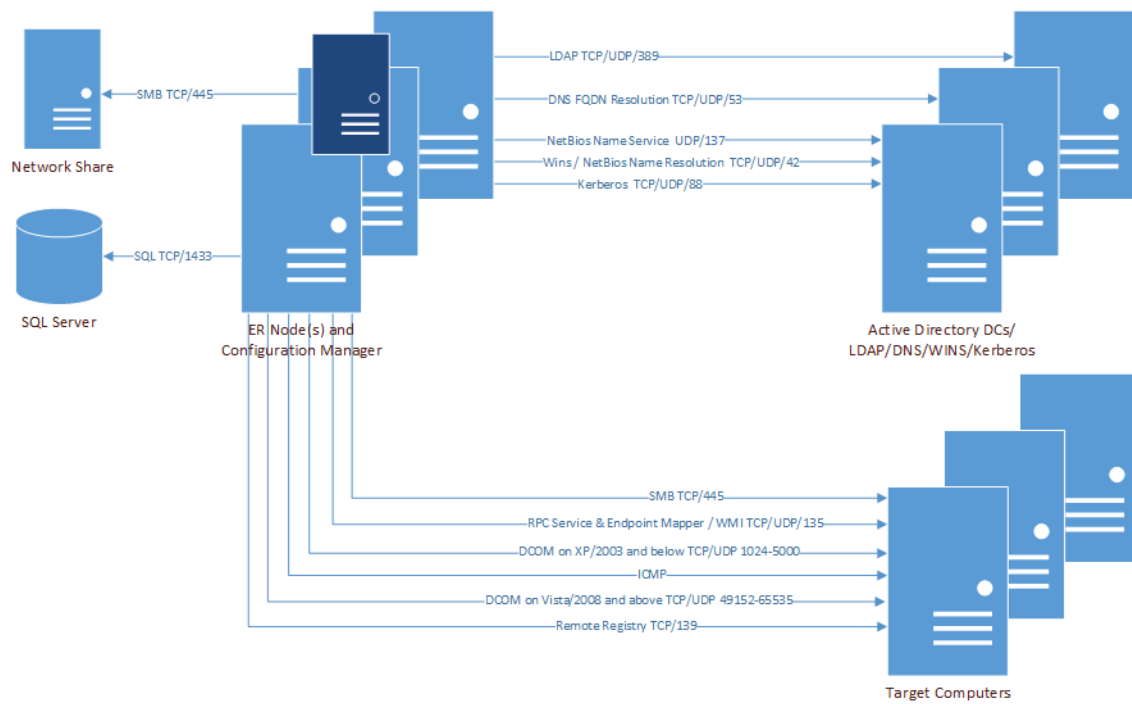 LDAP TCP/UDP/389
SMB TCP/445
DNS FQDN Resolution TCP/UDP/53
NetBios Name Service UDP/137
Wins / NetBios Name Resolution TCP/UDP/42
Kerberos TCP/UDP/88
Network Share
SQL TCP/1433
SQL Server
ER Node(s) and
Configuration Manager
Active Directory DCs/
LDAP/DNS/WINS/Kerberos
SMB TCP/445
RPC Service & Endpoint Mapper / WMI TCP/UDP/135
DCOM on XP/2003 and below TCP/UDP 1024-5000
ICMP
DCOM on Vista/2008 and above TCP/UDP 49152-65535
Remote Registry TCP/139
Target Computers